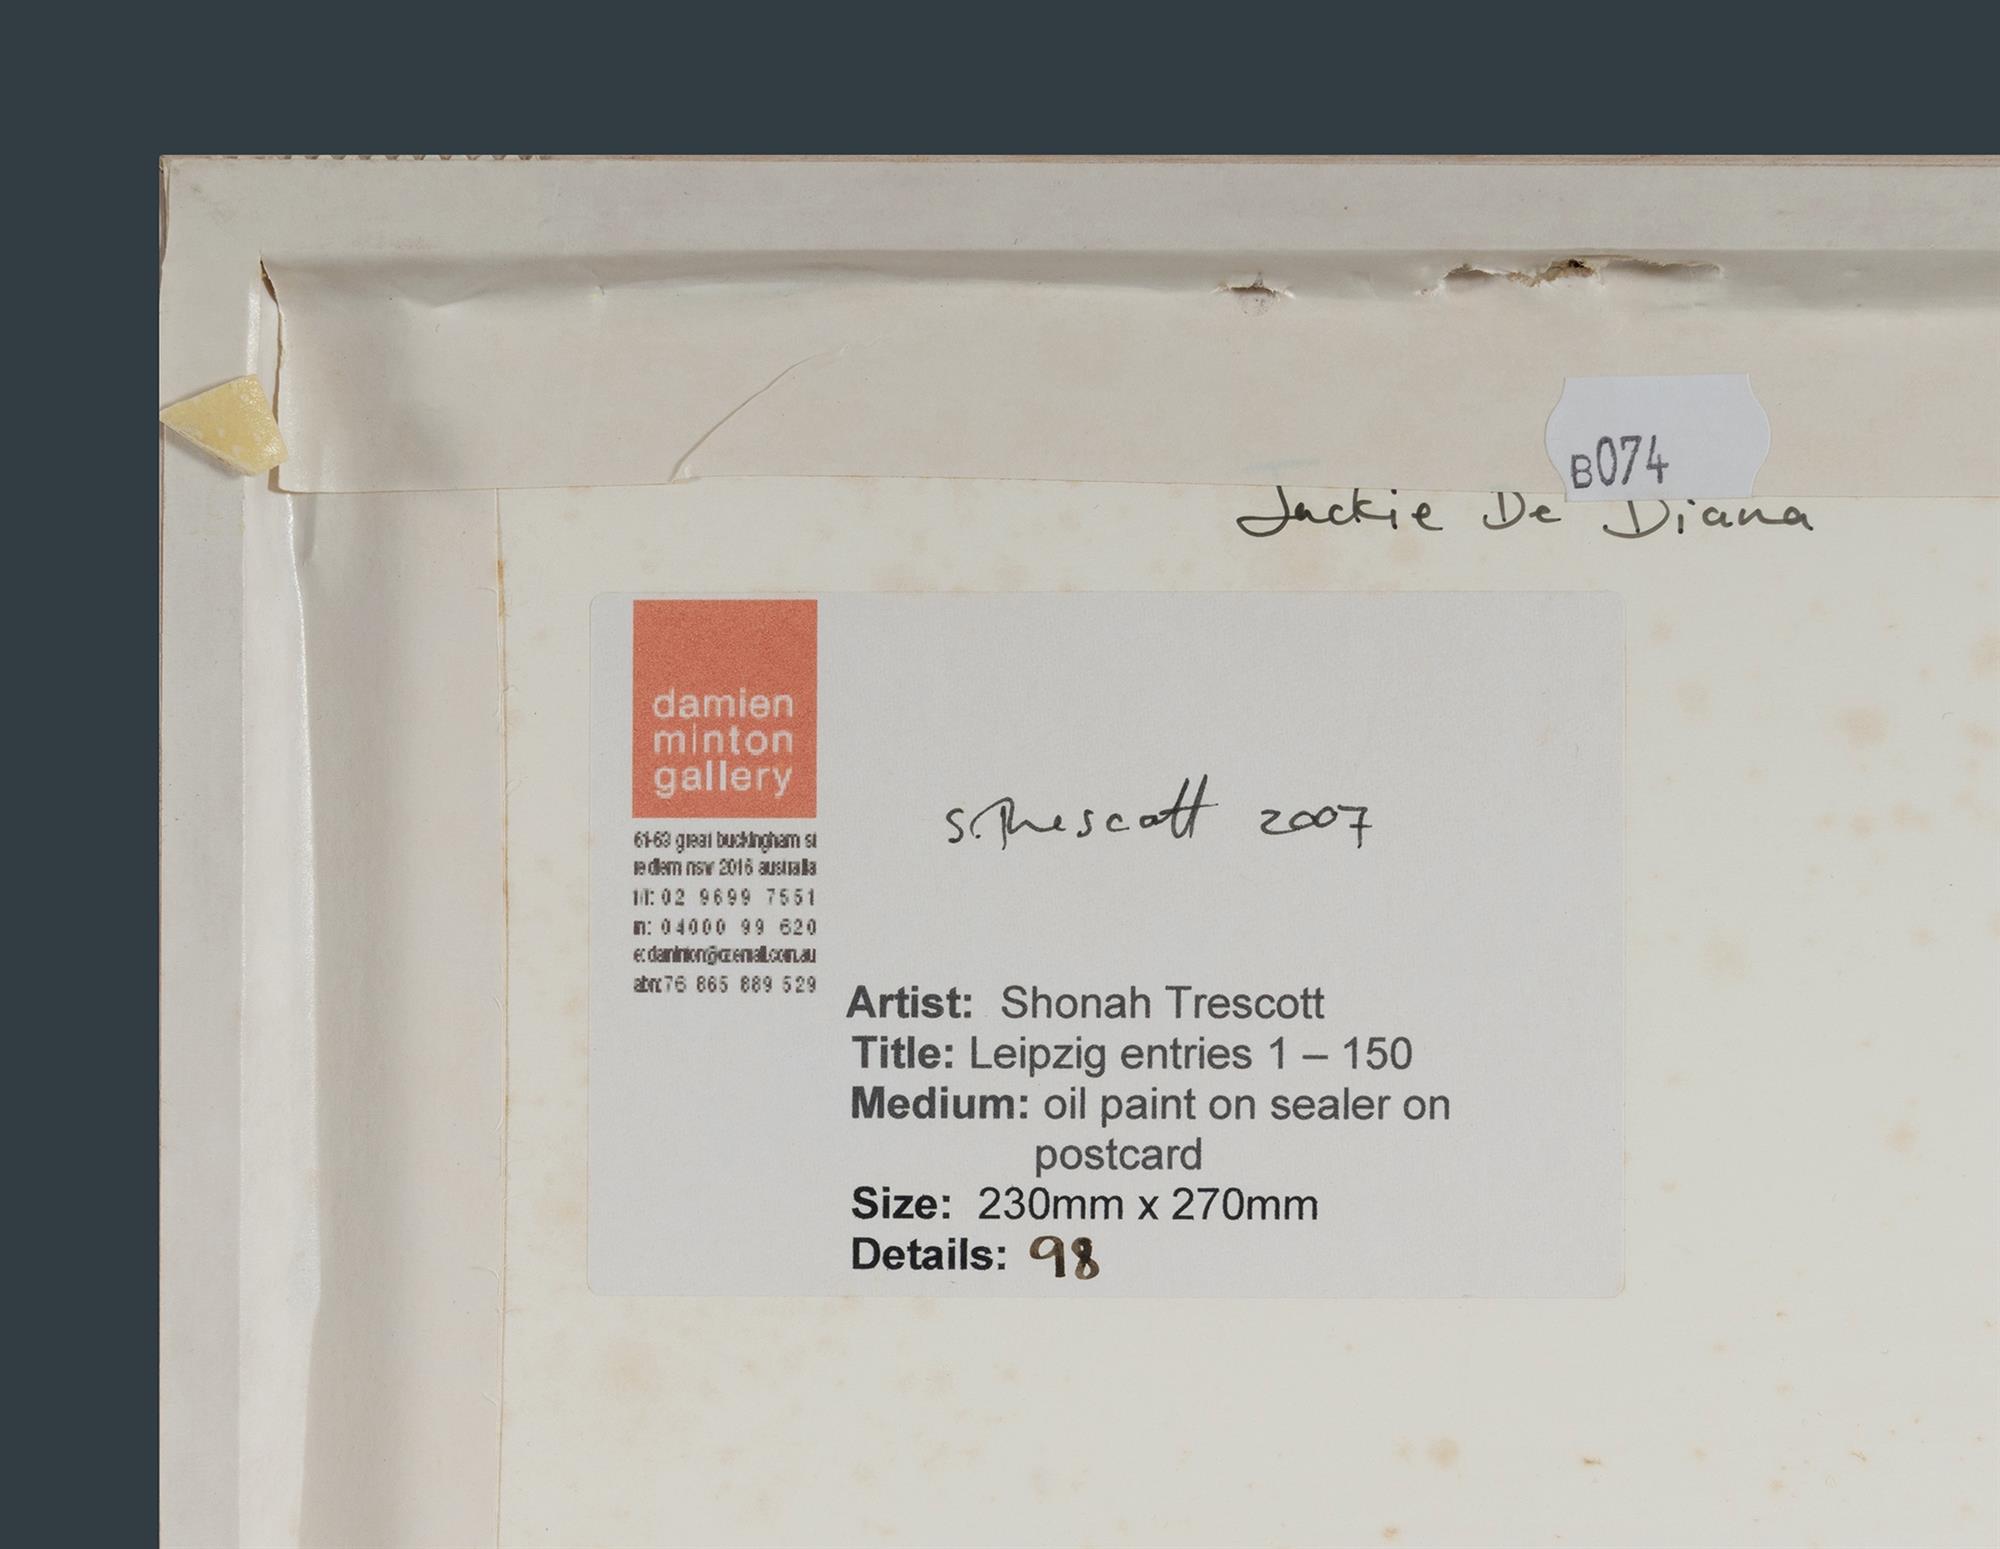 B074
Jackie De Diana
damien
minton
gallery
61-63 great buckingham st
redfern nsw 2016 australia
t/f: 02 9699 7551
m: 04000 99 620
abn: 76 865 889 529
S. Trescott 2007
Artist: Shonah Trescott
Title: Leipzig entries 1 – 150
Medium: oil paint on sealer on
postcard
Size: 230mm x 270mm
Details: 98